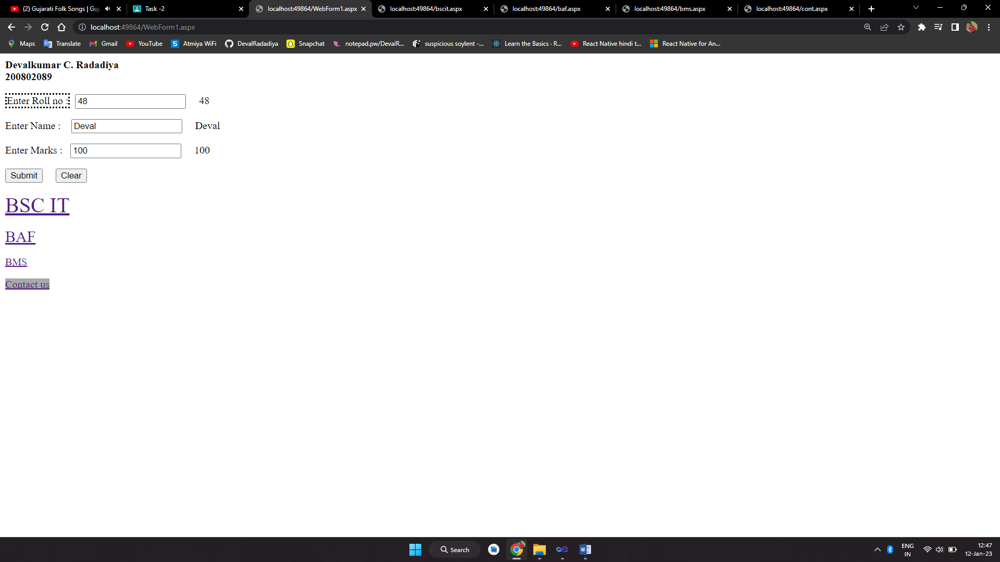 (2) Gujarati Folk Songs | Guj
Task -2
localhost:49864/WebForm1.aspx
localhost:49864/bscit.aspx
localhost:49864/baf.aspx
localhost:49864/bms.aspx
localhost:49864/cont.aspx
localhost:49864/WebForm1.aspx
Maps
Translate
Gmail
YouTube
Atmiya WiFi
DevalRadadiya
Snapchat
notepad.pw/DevalR...
suspicious soylent -...
Learn the Basics · R...
React Native hindi t...
React Native for An...
Devalkumar C. Radadiya
200802089
Enter Roll no : 48 48
Enter Name : Deval Deval
Enter Marks : 100 100
Submit Clear
BSC IT
BAF
BMS
Contact us
Search
ENG
IN
12:47
12-Jan-23